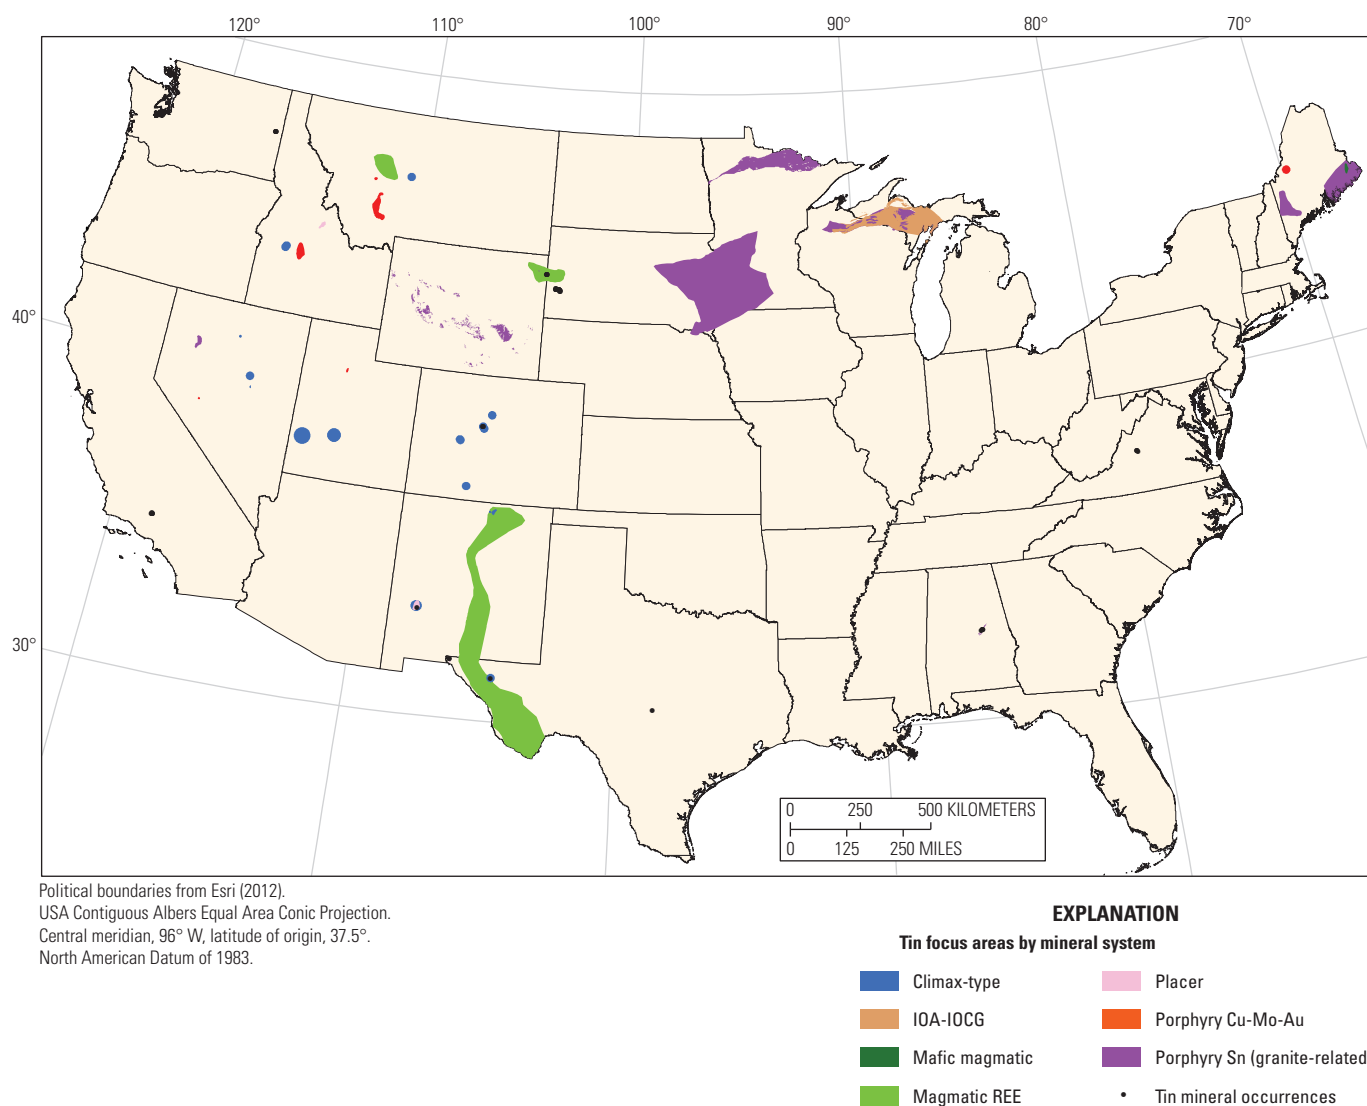 120°
110°
100°
90°
80°
70°
40°
30°
0 250 500 KILOMETERS
0 125 250 MILES
Political boundaries from Esri (2012).
USA Contiguous Albers Equal Area Conic Projection.
Central meridian, 96° W, latitude of origin, 37.5°.
North American Datum of 1983.
EXPLANATION
Tin focus areas by mineral system
Climax-type
IOA-IOCG
Mafic magmatic
Magmatic REE
Placer
Porphyry Cu-Mo-Au
Porphyry Sn (granite-related
Tin mineral occurrences